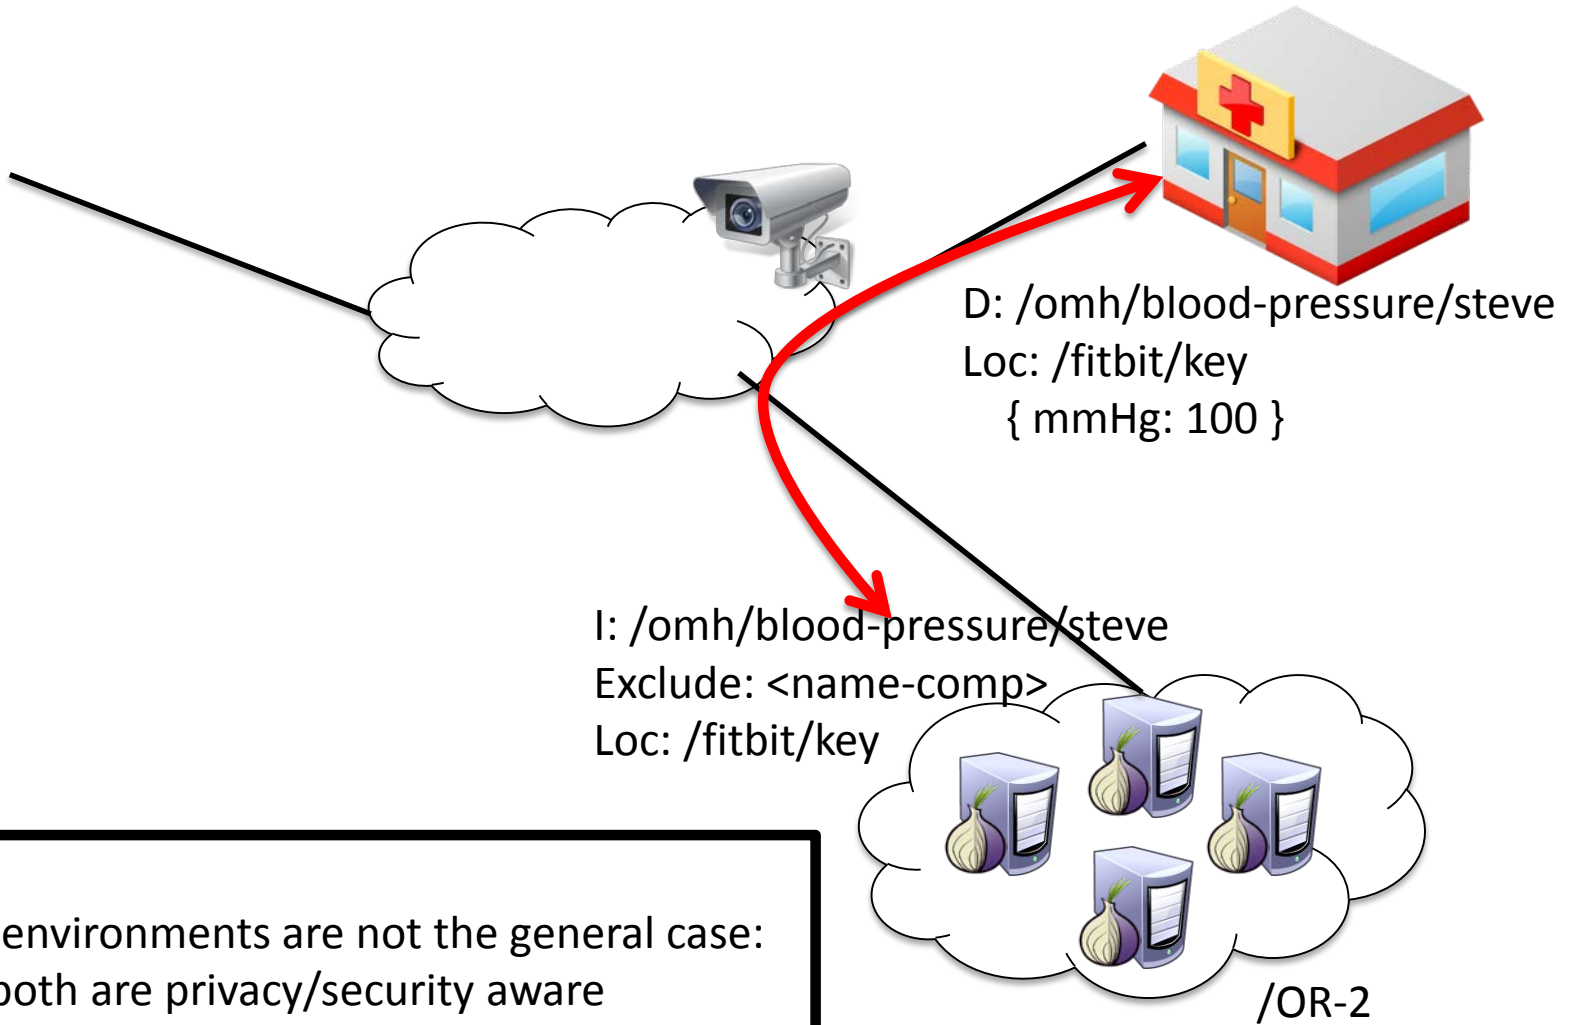 D: /omh/blood-pressure/steve
Loc: /fitbit/key
{ mmHg: 100 }
I: /omh/blood-pressure/steve
Exclude: <name-comp>
Loc: /fitbit/key
environments are not the general case:
both are privacy/security aware
/OR-2